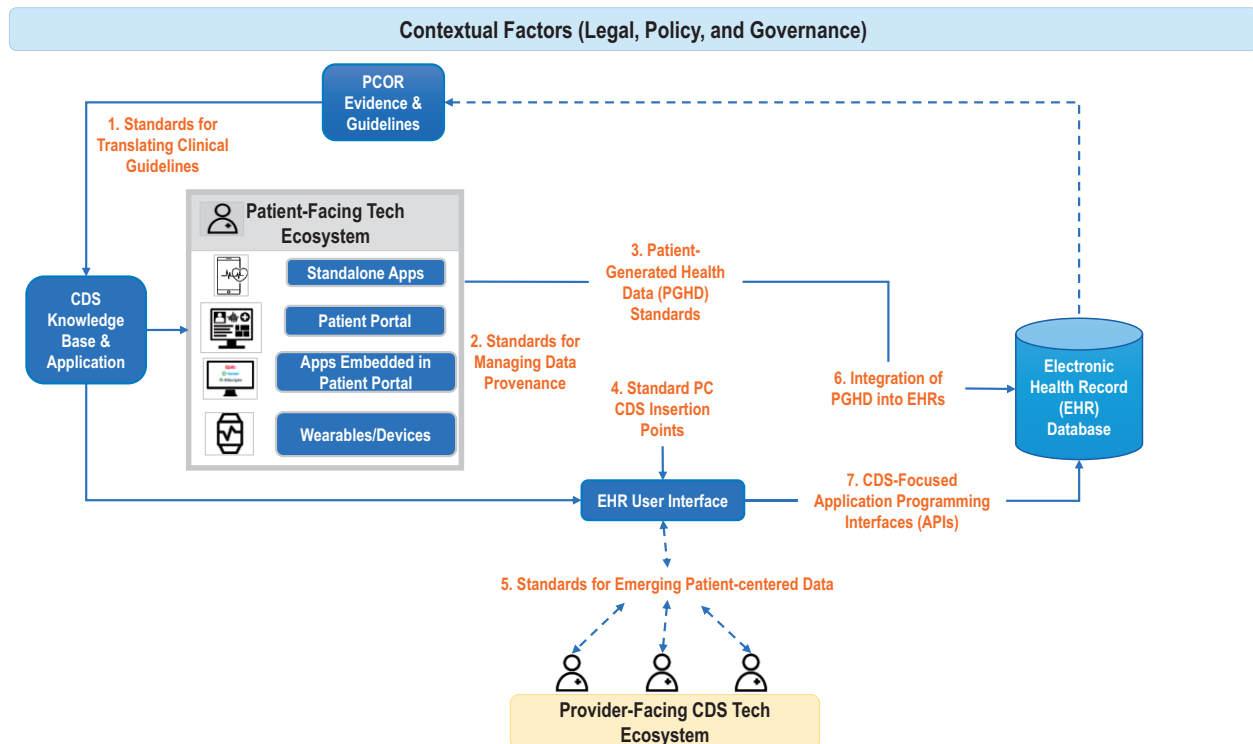 Contextual Factors (Legal, Policy, and Governance)
PCOR
Evidence &
Guidelines
1. Standards for
Translating Clinical
Guidelines
Patient-Facing Tech
Ecosystem
Standalone Apps
Patient Portal
Apps Embedded in
Patient Portal
Wearables/Devices
CDS
Knowledge
Base &
Application
2. Standards for
Managing Data
Provenance
3. Patient-
Generated Health
Data (PGHD)
Standards
4. Standard PC
CDS Insertion
Points
6. Integration of
PGHD into EHRs
Electronic
Health Record
(EHR)
Database
EHR User Interface
7. CDS-Focused
Application Programming
Interfaces (APIs)
5. Standards for Emerging Patient-centered Data
Provider-Facing CDS Tech
Ecosystem